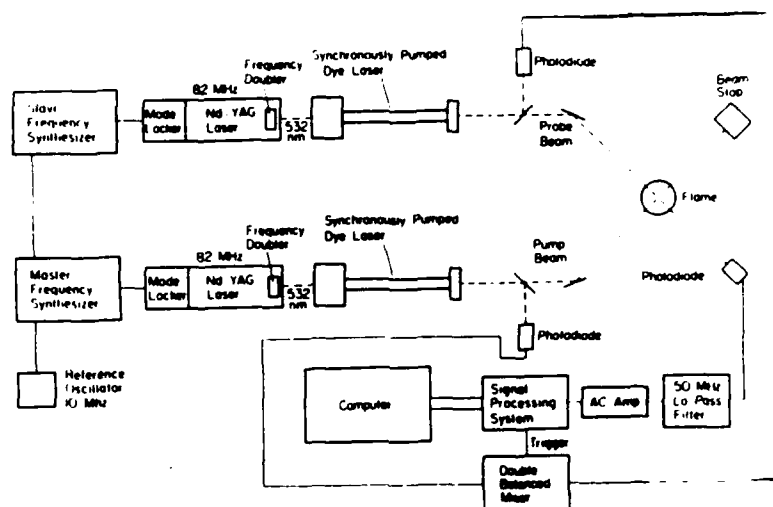 Synchronously Pumped
Dye Laser
Frequency
Doubler
82 MHz
Photodiode
Beam
Stop
Slave
Frequency
Synthesizer
Mode
Locker
Nd YAG
Laser
532
nm
Probe
Beam
Flame
Synchronously Pumped
Dye Laser
Frequency
Doubler
82 MHz
Pump
Beam
Photodiode
Master
Frequency
Synthesizer
Mode
Locker
Nd YAG
Laser
532
nm
Photodiode
Reference
Oscillator
10 MHz
Computer
Signal
Processing
System
AC Amp
50 MHz
Lo Pass
Filter
Trigger
Double
Balanced
Mixer